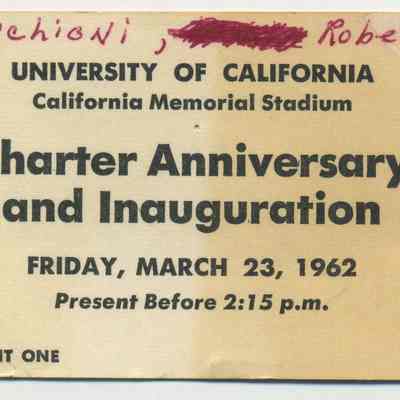 cchioni, Robe
UNIVERSITY OF CALIFORNIA
California Memorial Stadium
harter Anniversary
and Inauguration
FRIDAY, MARCH 23, 1962
Present Before 2:15 p.m.
IT ONE